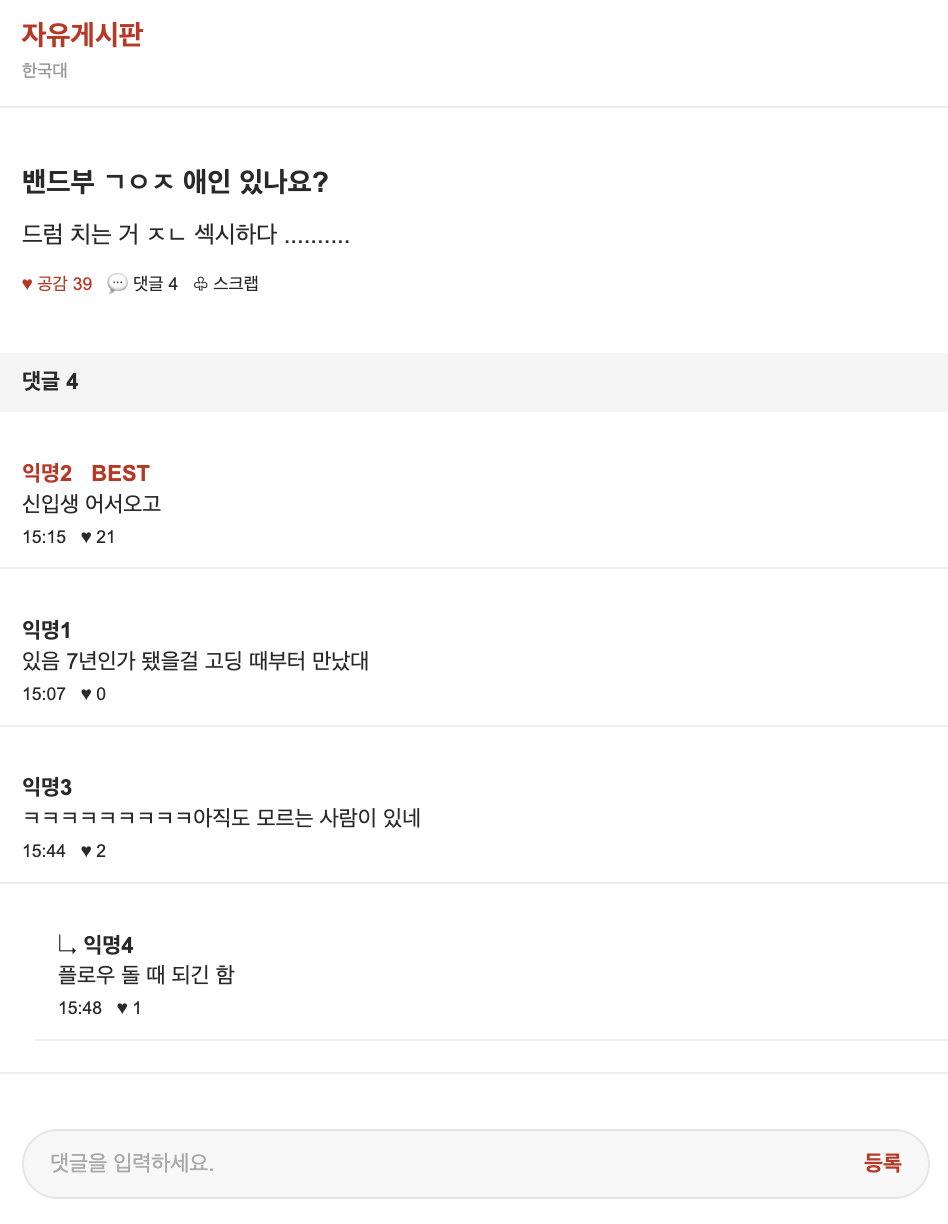 자유게시판
한국대
밴드부 ㄱㅇㅈ 애인 있나요?
드럼 치는 거 ㅈㄴ 섹시하다 ..........
♥ 공감 39 💬 댓글 4 ♧ 스크랩
댓글 4
익명2 BEST
신입생 어서오고
15:15 ♥ 21
익명1
있음 7년인가 됐을걸 고딩 때부터 만났대
15:07 ♥ 0
익명3
ㅋㅋㅋㅋㅋㅋㅋㅋㅋ아직도 모르는 사람이 있네
15:44 ♥ 2
익명4
플로우 돌 때 되긴 함
15:48 ♥ 1
댓글을 입력하세요. 등록